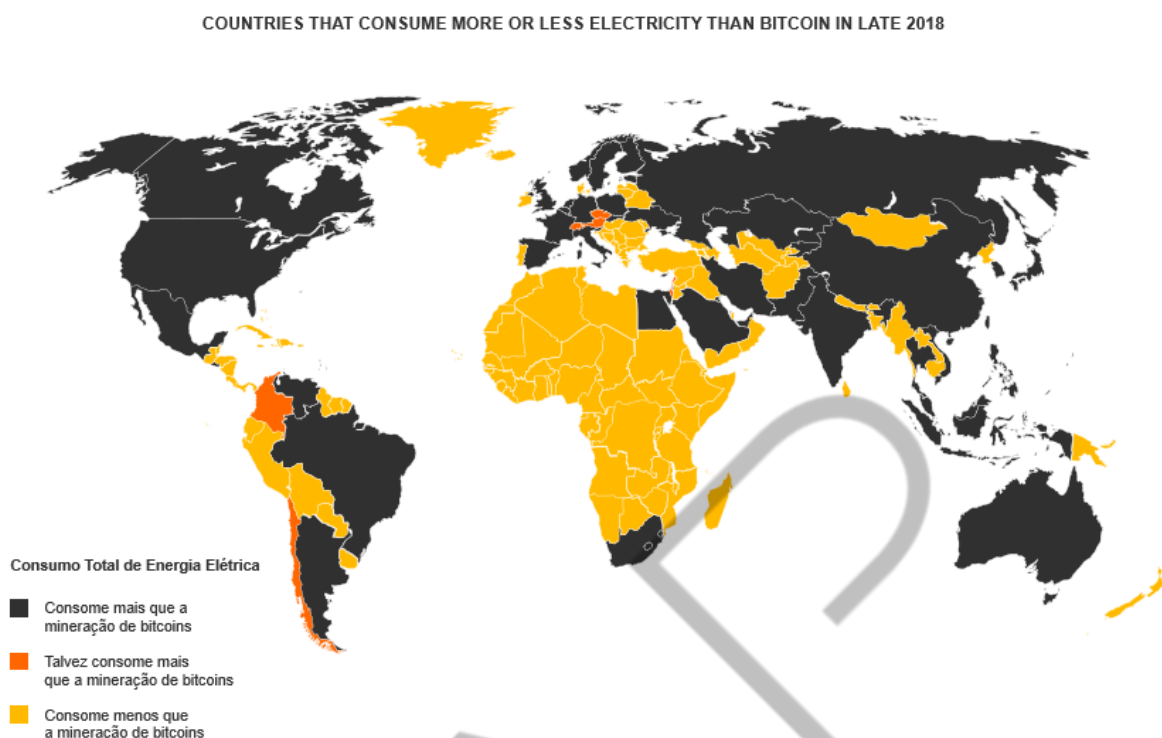 COUNTRIES THAT CONSUME MORE OR LESS ELECTRICITY THAN BITCOIN IN LATE 2018
Consumo Total de Energia Elétrica
Consome mais que a
mineração de bitcoins
Talvez consome mais
que a mineração de bitcoins
Consome menos que
a mineração de bitcoins